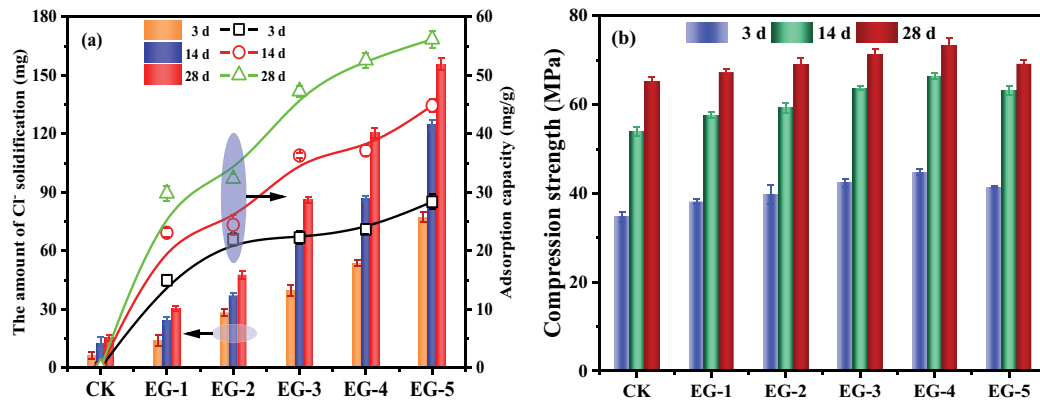 (a)
3 d 3 d
14 d 14 d
28 d 28 d
The amount of Cl⁻ solidification (mg)
180
150
120
90
60
30
0
Adsorption capacity (mg/g)
60
50
40
30
20
10
0
CK EG-1 EG-2 EG-3 EG-4 EG-5
(b)
3 d 14 d 28 d
Compression strength (MPa)
80
60
40
20
0
CK EG-1 EG-2 EG-3 EG-4 EG-5